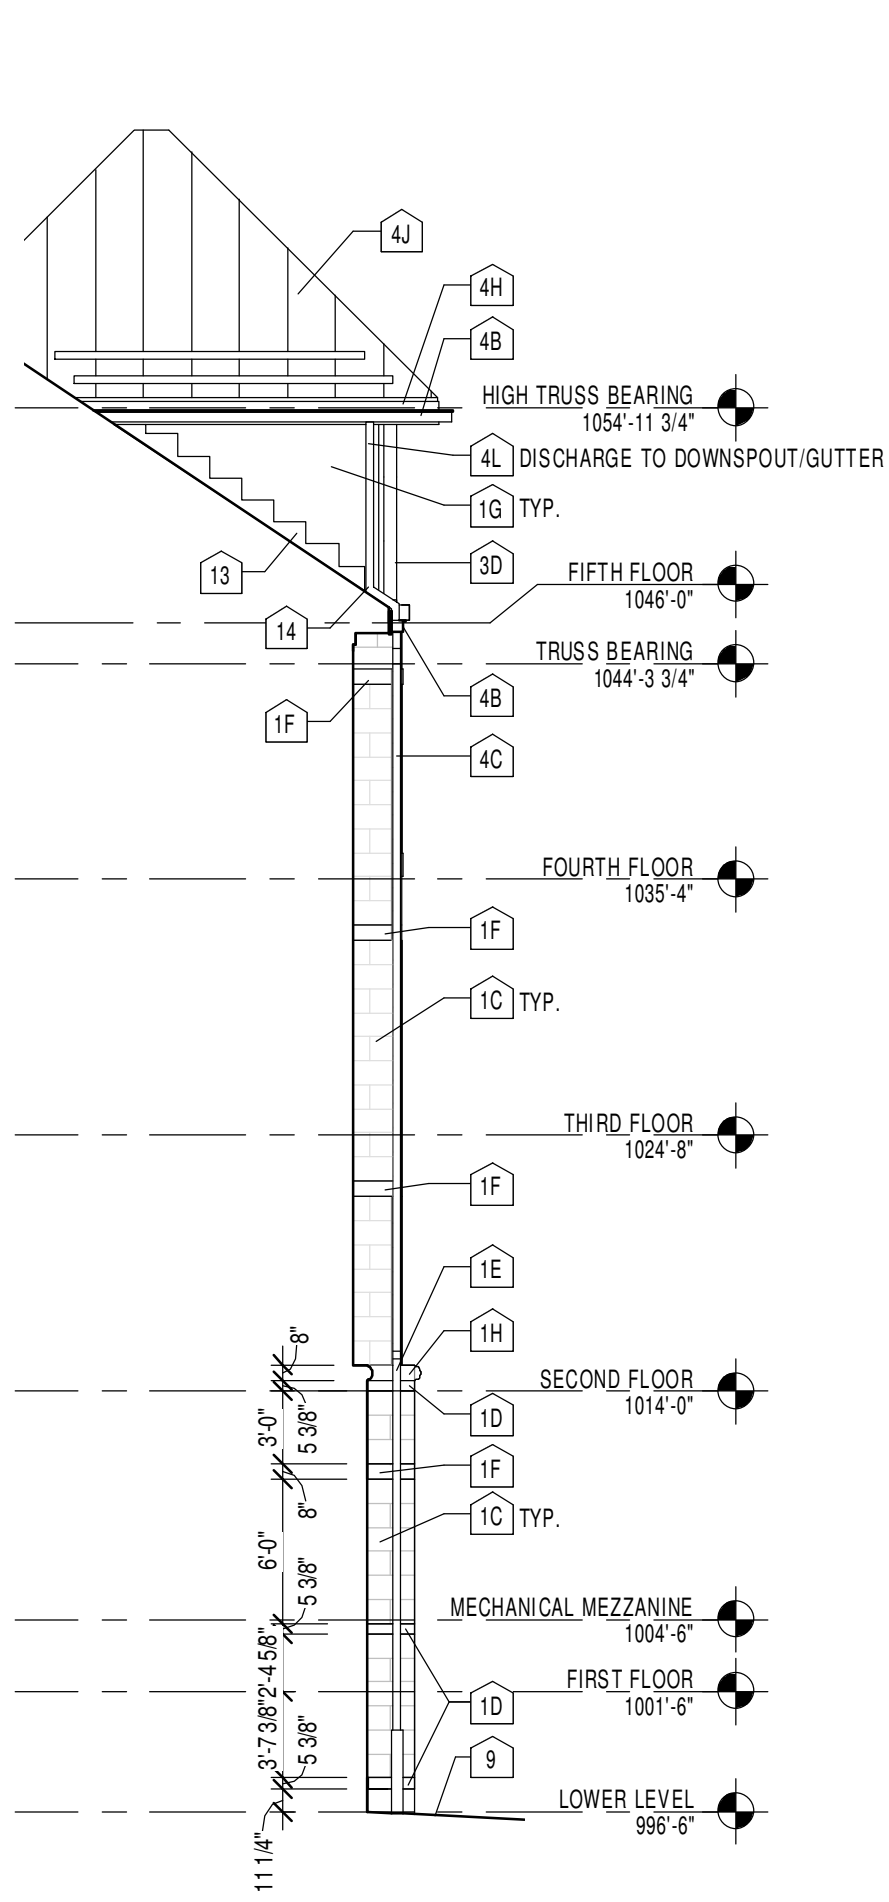 4J
4H
4B
HIGH TRUSS BEARING
1054'-11 3/4"
4L DISCHARGE TO DOWNSPOUT/GUTTER
1G TYP.
3D
13
FIFTH FLOOR
1046'-0"
14
TRUSS BEARING
1044'-3 3/4"
4B
1F
4C
FOURTH FLOOR
1035'-4"
1F
1C TYP.
THIRD FLOOR
1024'-8"
1F
1E
1H
8"
SECOND FLOOR
1014'-0"
1D
5 3/8"
3'-0"
1F
8"
1C TYP.
6'-0"
5 3/8"
MECHANICAL MEZZANINE
1004'-6"
2'-4 5/8"
FIRST FLOOR
1001'-6"
1D
3'-7 3/8"
5 3/8"
9
LOWER LEVEL
996'-6"
11 1/4"